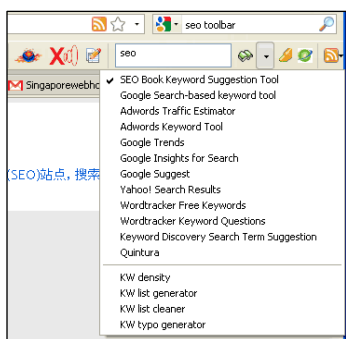 seo toolbar
X
seo
Singaporewebho
(SEO)站点, 搜索
SEO Book Keyword Suggestion Tool
Google Search-based keyword tool
Adwords Traffic Estimator
Adwords Keyword Tool
Google Trends
Google Insights for Search
Google Suggest
Yahoo! Search Results
Wordtracker Free Keywords
Wordtracker Keyword Questions
Keyword Discovery Search Term Suggestion
Quintura
KW density
KW list generator
KW list cleaner
KW typo generator